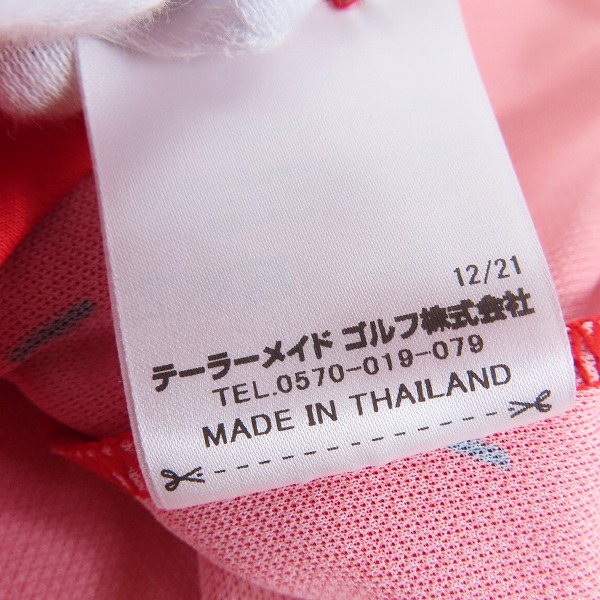 12/21
テーラーメイド ゴルフ株式会社
TEL.0570-019-079
MADE IN THAILAND